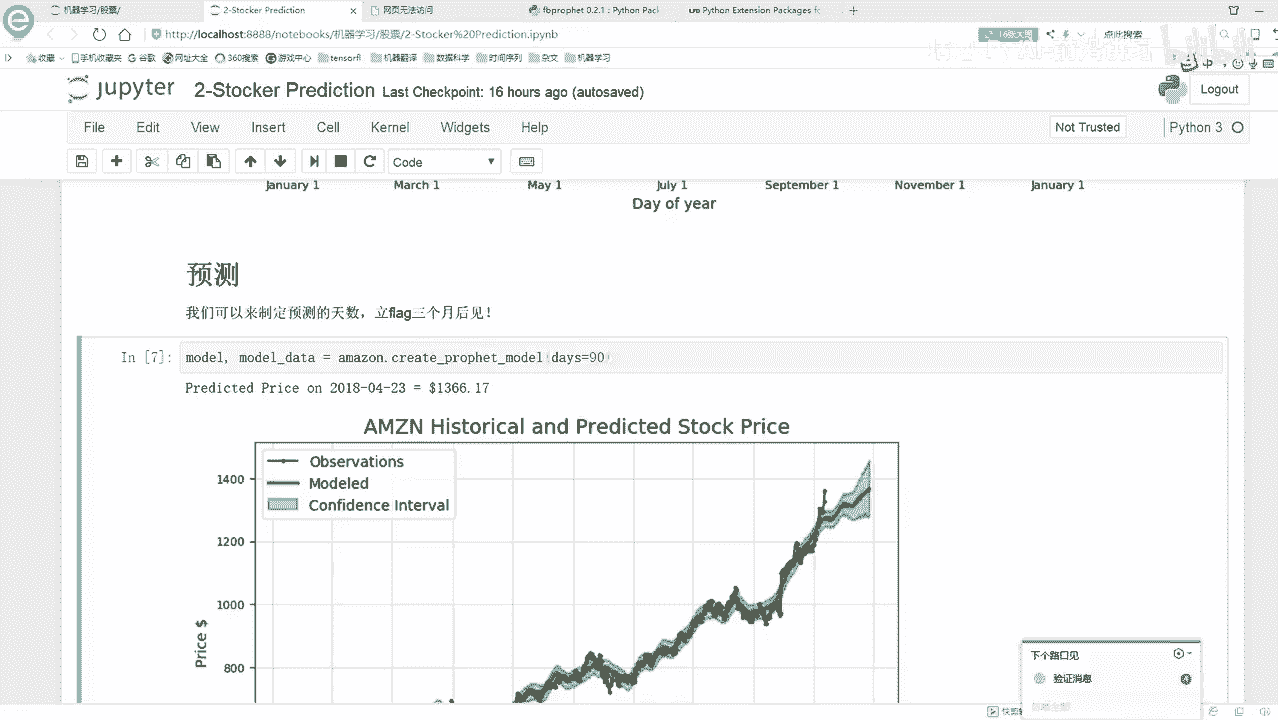 机器学习/股票/
2-Stocker Prediction
网页无法访问
fbprophet 0.2.1 : Python Pack
Python Extension Packages fo
http://localhost:8888/notebooks/机器学习/股票/2-Stocker%20Prediction.ipynb
点此搜索
收藏
手机收藏夹
谷歌
网址大全
360搜索
游戏中心
tensorfl
数据科学
时间序列
杂文
机器学习
jupyter
2-Stocker Prediction
Last Checkpoint: 16 hours ago (autosaved)
Logout
File
Edit
View
Insert
Cell
Kernel
Widgets
Help
Not Trusted
Python 3
Code
January 1
March 1
May 1
July 1
September 1
November 1
January 1
Day of year
预测
我们可以来制定预测的天数，立flag三个月后见！
In [7]:
model, model_data = amazon.create_prophet_model(days=90)
Predicted Price on 2018-04-23 = $1366.17
AMZN Historical and Predicted Stock Price
Observations
Modeled
Confidence Interval
1400
1200
1000
800
Price $
下个路口见
验证消息